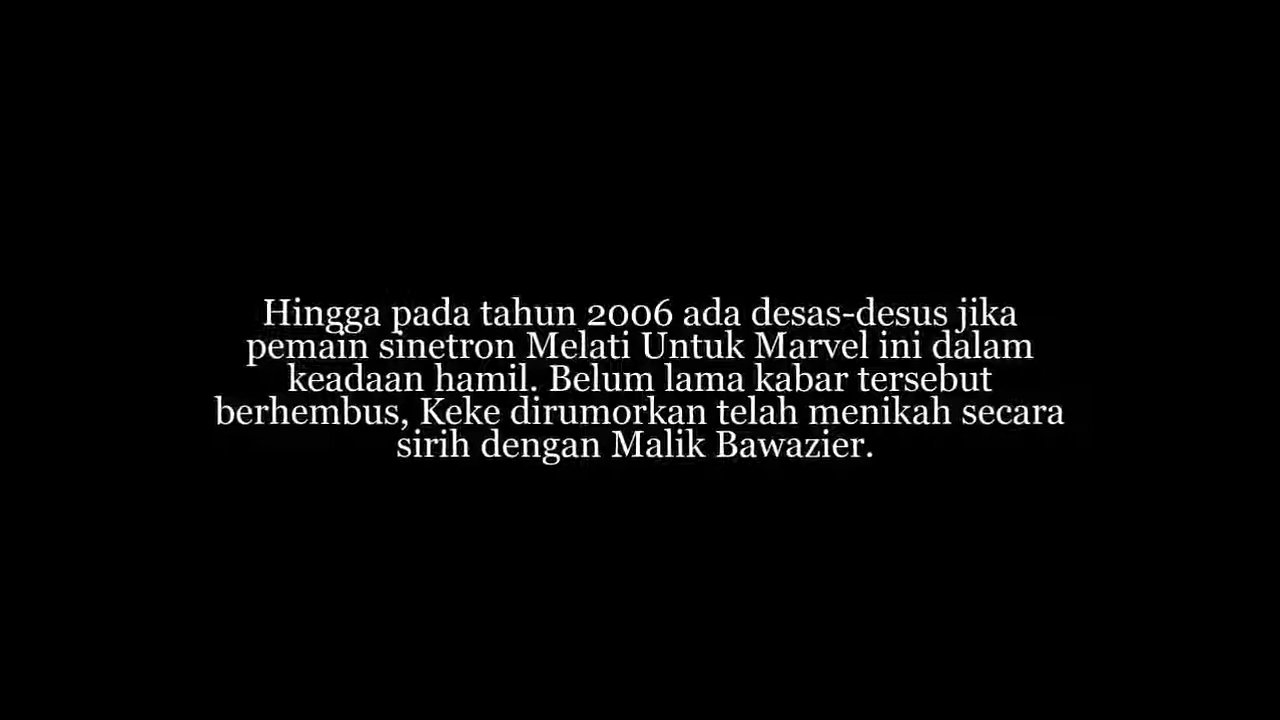 Hingga pada tahun 2006 ada desas-desus jika
pemain sinetron Melati Untuk Marvel ini dalam
keadaan hamil. Belum lama kabar tersebut
berhembus, Keke dirumorkan telah menikah secara
sirih dengan Malik Bawazier.